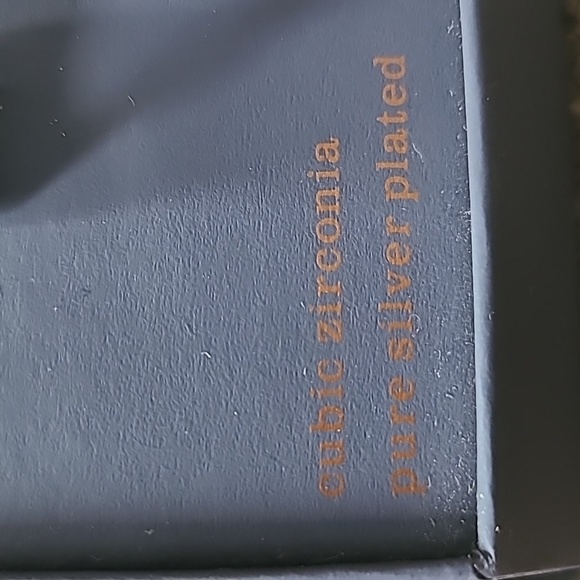 cubic zirconia
pure silver plated